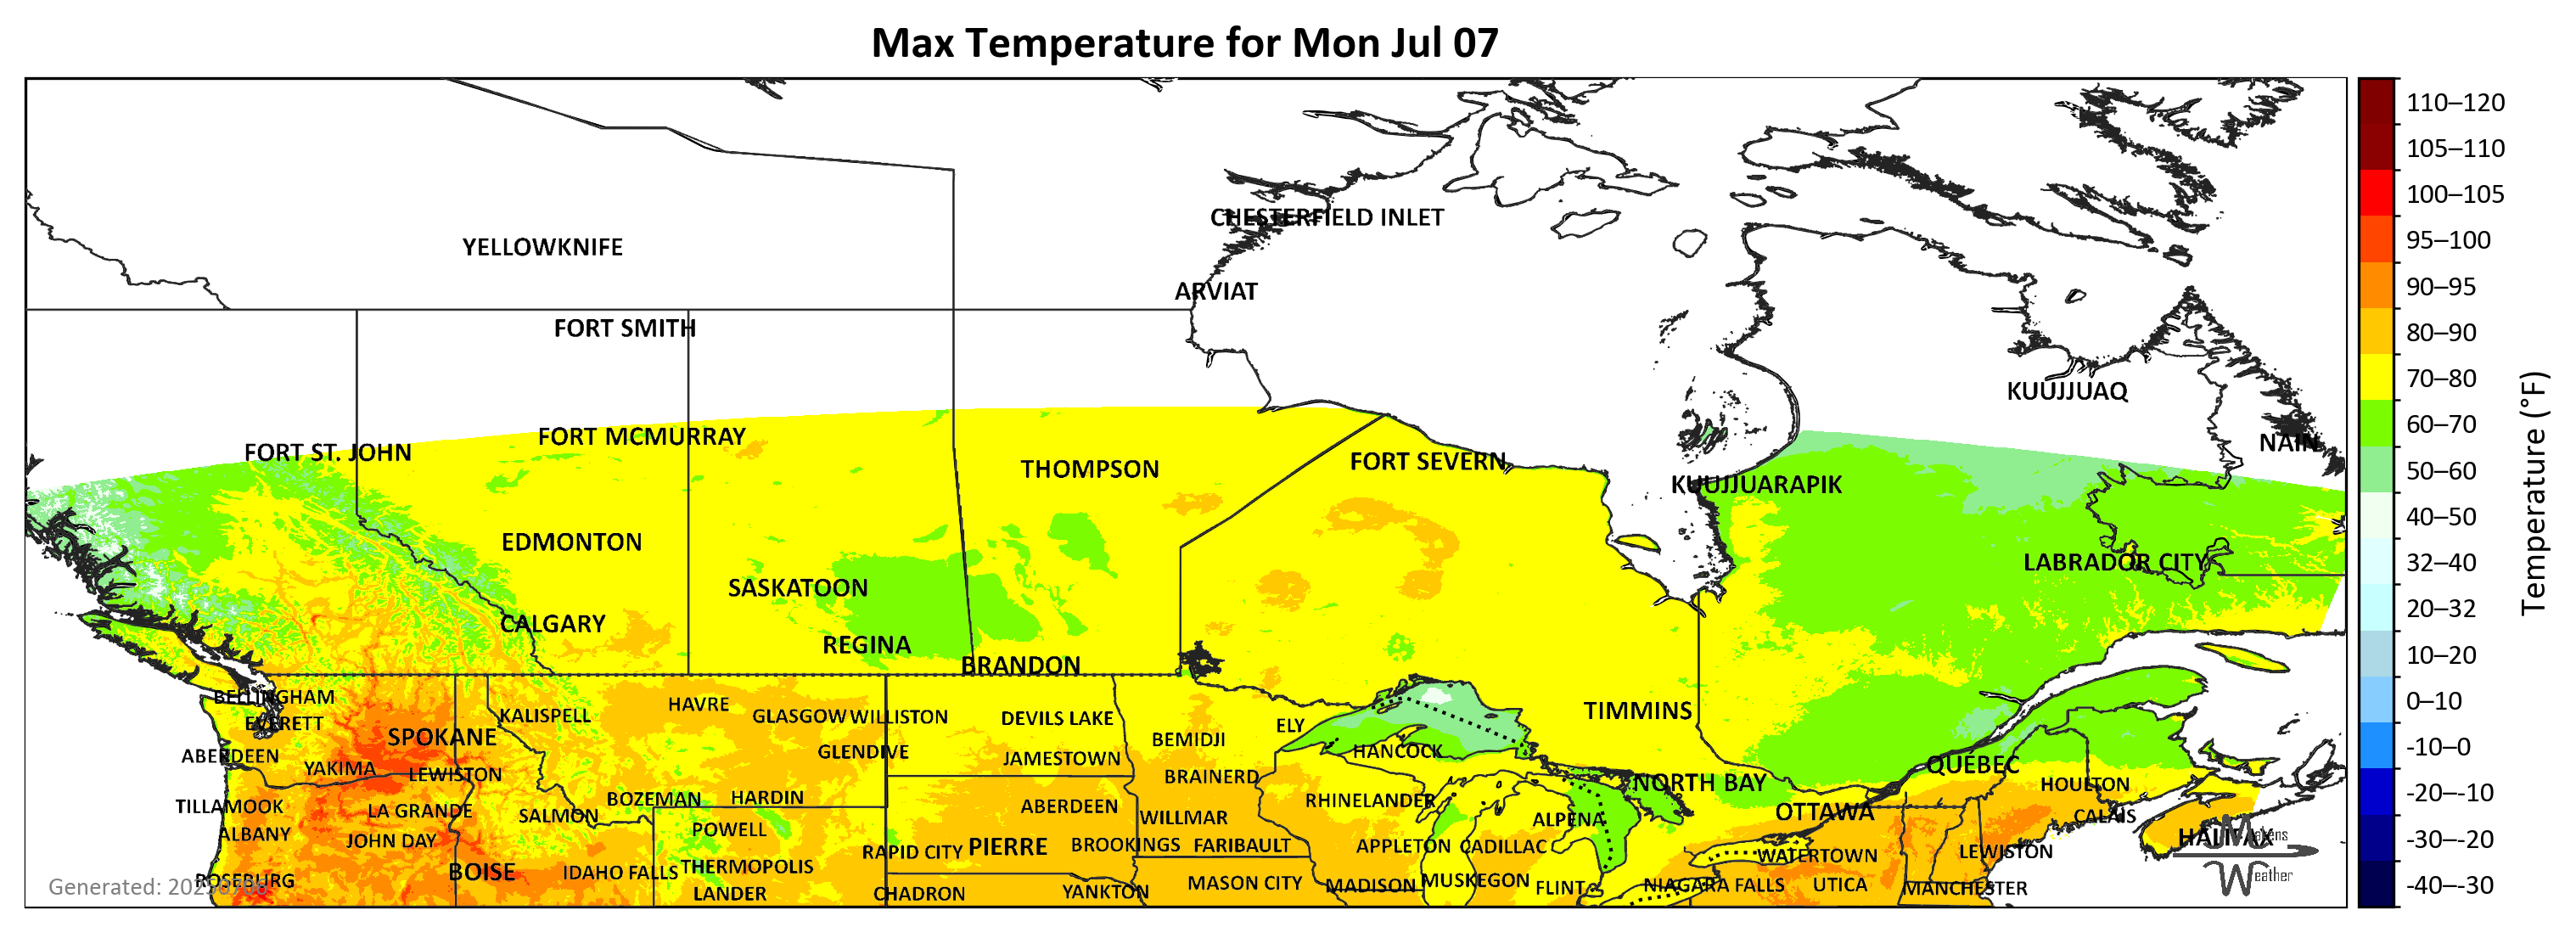 Max Temperature for Mon Jul 07
110–120
105–110
100–105
95–100
90–95
80–90
70–80
60–70
50–60
40–50
32–40
20–32
10–20
0–10
-10–0
-20–-10
-30–-20
-40–-30
Temperature (°F)
CHESTERFIELD INLET
YELLOWKNIFE
ARVIAT
FORT SMITH
KUUJJUAQ
FORT MCMURRAY
NAIN
FORT ST. JOHN
FORT SEVERN
THOMPSON
KUUJJUARAPIK
EDMONTON
LABRADOR CITY
SASKATOON
CALGARY
REGINA
BRANDON
BELLINGHAM
HAVRE
TIMMINS
KALISPELL
GLASGOW
WILLISTON
DEVILS LAKE
EVERETT
ELY
SPOKANE
BEMIDJI
HANCOCK
GLENDIVE
ABERDEEN
JAMESTOWN
QUEBEC
YAKIMA
LEWISTON
BRAINERD
NORTH BAY
HOULTON
BOZEMAN
HARDIN
RHINELANDER
TILLAMOOK
ABERDEEN
LA GRANDE
SALMON
OTTAWA
CALAIS
WILLMAR
ALPENA
ALBANY
POWELL
HALIFAX
JOHN DAY
RAPID CITY
PIERRE
BROOKINGS
FARIBAULT
APPLETON
CADILLAC
LEWISTON
WATERTOWN
BOISE
IDAHO FALLS
THERMOPOLIS
ROSEBURG
MASON CITY
MADISON
MUSKEGON
FLINT
NIAGARA FALLS
UTICA
MANCHESTER
LANDER
CHADRON
YANKTON
Makens
Weather